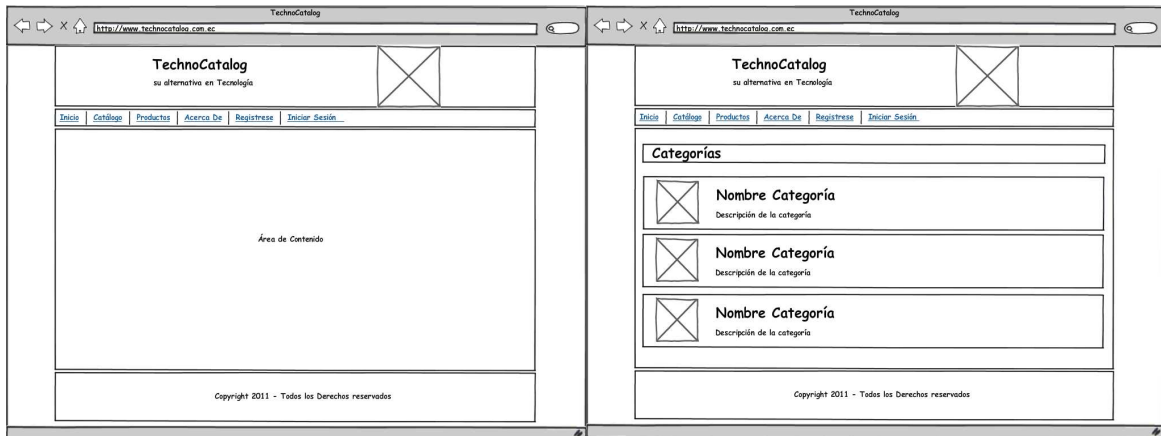 TechnoCatalog
http://www.technocatalog.com.ec
TechnoCatalog
su alternativa en Tecnología
Inicio Catálogo Productos Acerca De Registrese Iniciar Sesión
Área de Contenido
Copyright 2011 - Todos los Derechos reservados
TechnoCatalog
http://www.technocatalog.com.ec
TechnoCatalog
su alternativa en Tecnología
Inicio Catálogo Productos Acerca De Registrese Iniciar Sesión
Categorías
Nombre Categoría
Descripción de la categoría
Nombre Categoría
Descripción de la categoría
Nombre Categoría
Descripción de la categoría
Copyright 2011 - Todos los Derechos reservados